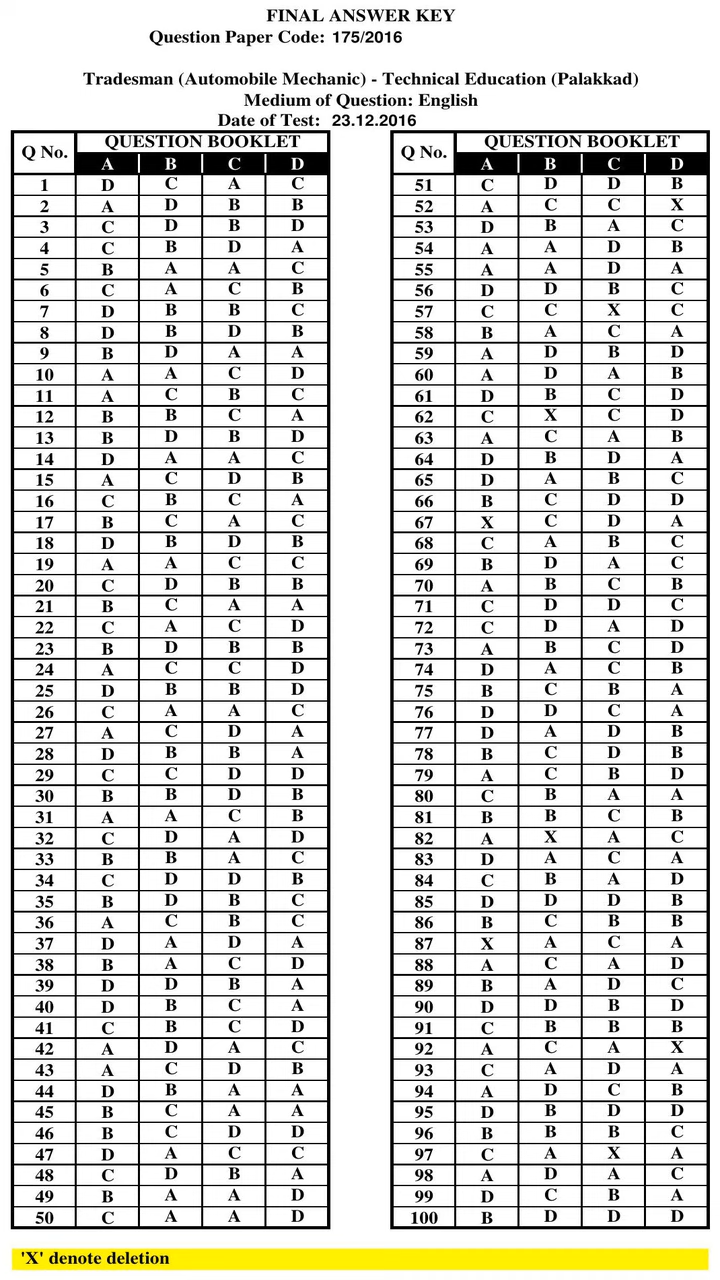 FINAL ANSWER KEY
Question Paper Code: 175/2016
Tradesman (Automobile Mechanic) - Technical Education (Palakkad)
Medium of Question: English
Date of Test: 23.12.2016
Q No. QUESTION BOOKLET
A B C D
1 D C A C
2 A D B B
3 C D B D
4 C B D A
5 B A A C
6 C A C B
7 D B B C
8 D B D B
9 B D A A
10 A A C D
11 A C B C
12 B B C A
13 B D B D
14 D A A C
15 A C D B
16 C B C A
17 B C A C
18 D B D B
19 A A C C
20 C D B B
21 B C A A
22 C A C D
23 B D B B
24 A C C D
25 D B B D
26 C A A C
27 A C D A
28 D B B A
29 C C D D
30 B B D B
31 A A C B
32 C D A D
33 B B A C
34 C D D B
35 B D B C
36 A C B C
37 D A D A
38 B A C D
39 D D B A
40 D B C A
41 C B C D
42 A D A C
43 A C D B
44 D B A A
45 B C A A
46 B C D D
47 D A C C
48 C D B A
49 B A A D
50 C A A D
Q No. QUESTION BOOKLET
A B C D
51 C D D B
52 A C C X
53 D B A C
54 A A D B
55 A A D A
56 D D B C
57 C C X C
58 B A C A
59 A D B D
60 A D A B
61 D B C D
62 C X C D
63 A C A B
64 D B D A
65 D A B C
66 B C D D
67 X C D A
68 C A B C
69 B D A C
70 A B C B
71 C D D C
72 C D A D
73 A B C D
74 D A C B
75 B C B A
76 D D C A
77 D A D B
78 B C D B
79 A C B D
80 C B A A
81 B B C B
82 A X A C
83 D A C A
84 C B A D
85 D D D B
86 B C B B
87 X A C A
88 A C A D
89 B A D C
90 D D B D
91 C B B B
92 A C A X
93 C A D A
94 A D C B
95 D B D D
96 B B B C
97 C A X A
98 A D A C
99 D C B A
100 B D D D
'X' denote deletion